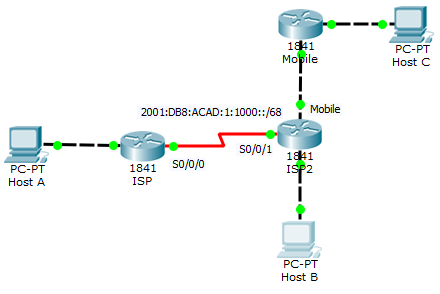 1841
Mobile
PC-PT
Host C
2001:DB8:ACAD:1:1000::/68
Mobile
PC-PT
Host A
1841
ISP
S0/0/0
S0/0/1
1841
ISP2
PC-PT
Host B